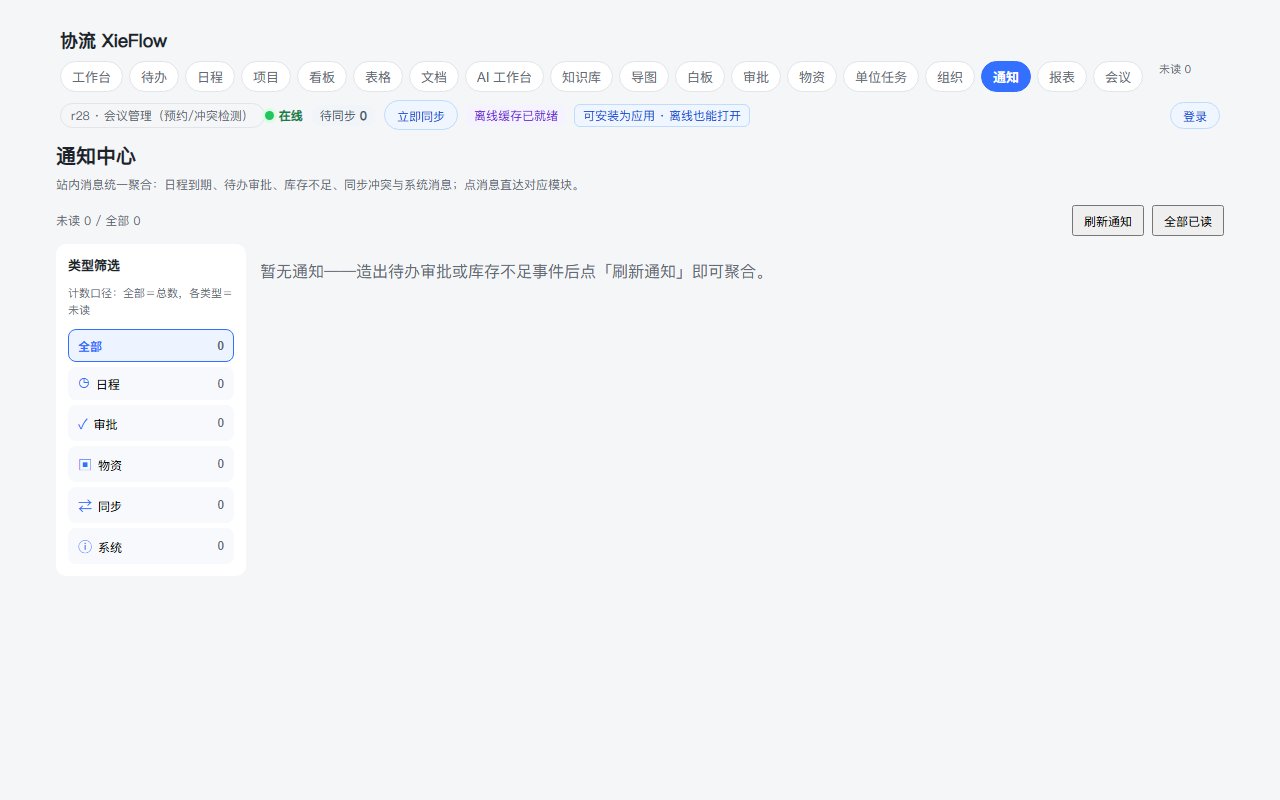 协流 XieFlow
工作台 待办 日程 项目 看板 表格 文档 AI 工作台 知识库 导图 白板 审批 物资 单位任务 组织 通知 报表 会议 未读 0
r28 · 会议管理（预约/冲突检测） 在线 待同步 0 立即同步 离线缓存已就绪 可安装为应用 · 离线也能打开 登录
通知中心
站内消息统一聚合：日程到期、待办审批、库存不足、同步冲突与系统消息；点消息直达对应模块。
未读 0 / 全部 0 刷新通知 全部已读
类型筛选
计数口径：全部＝总数，各类型＝
未读
全部 0
日程 0
审批 0
物资 0
同步 0
系统 0
暂无通知——造出待办审批或库存不足事件后点「刷新通知」即可聚合。